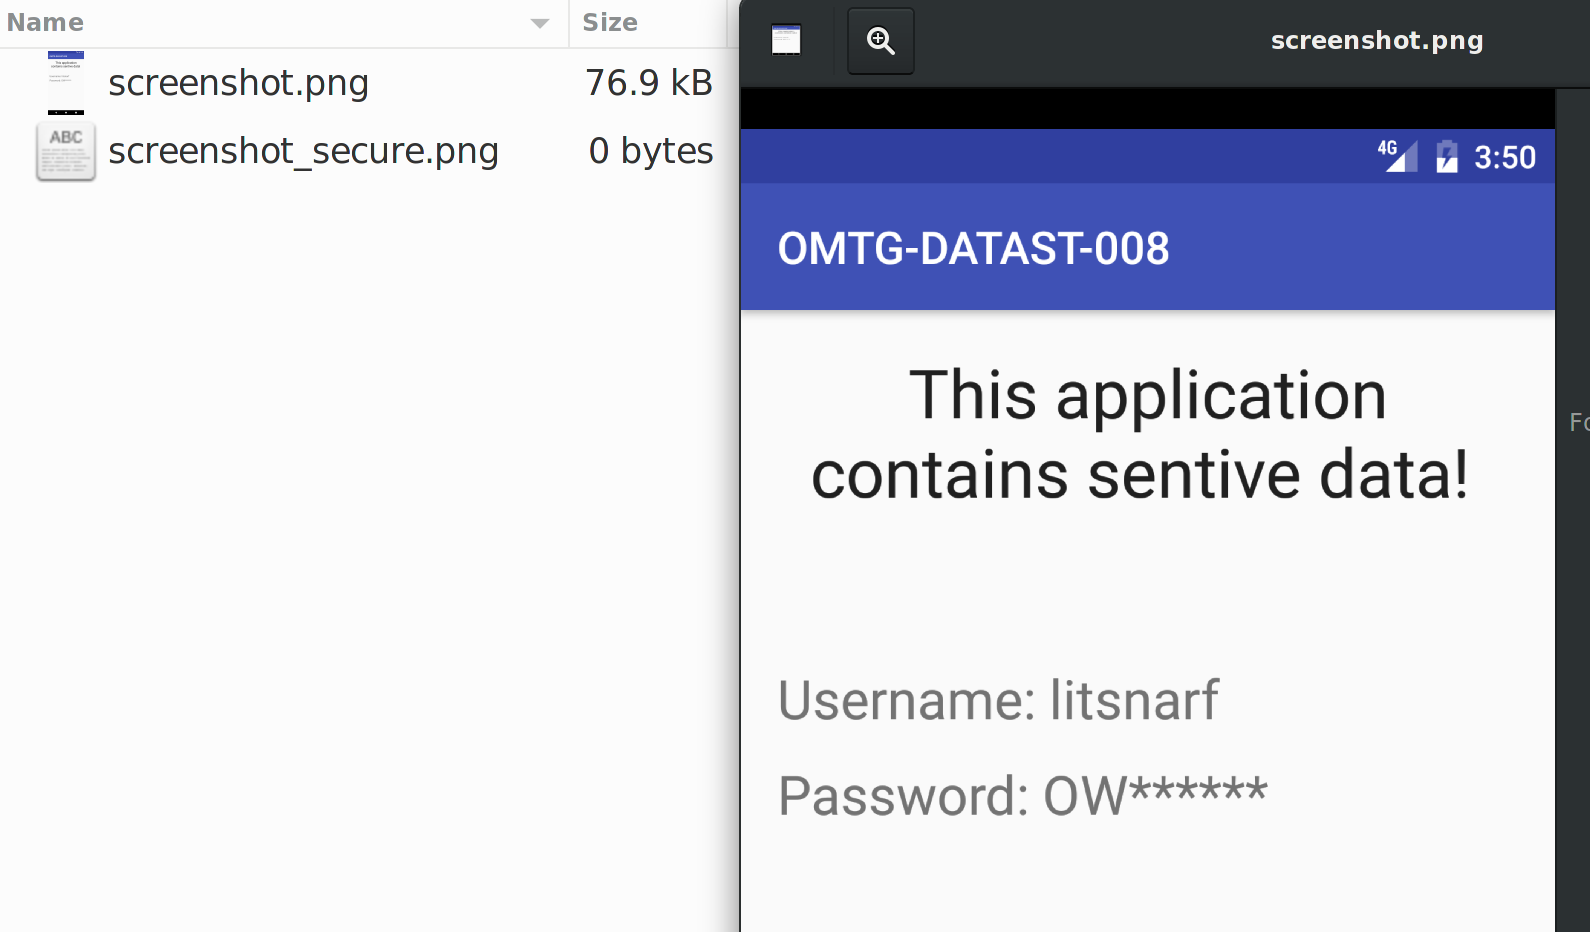 Name Size
screenshot.png 76.9 kB
ABC
screenshot_secure.png 0 bytes
screenshot.png
4G 3:50
OMTG-DATAST-008
This application
contains sentive data!
Username: litsnarf
Password: OW******